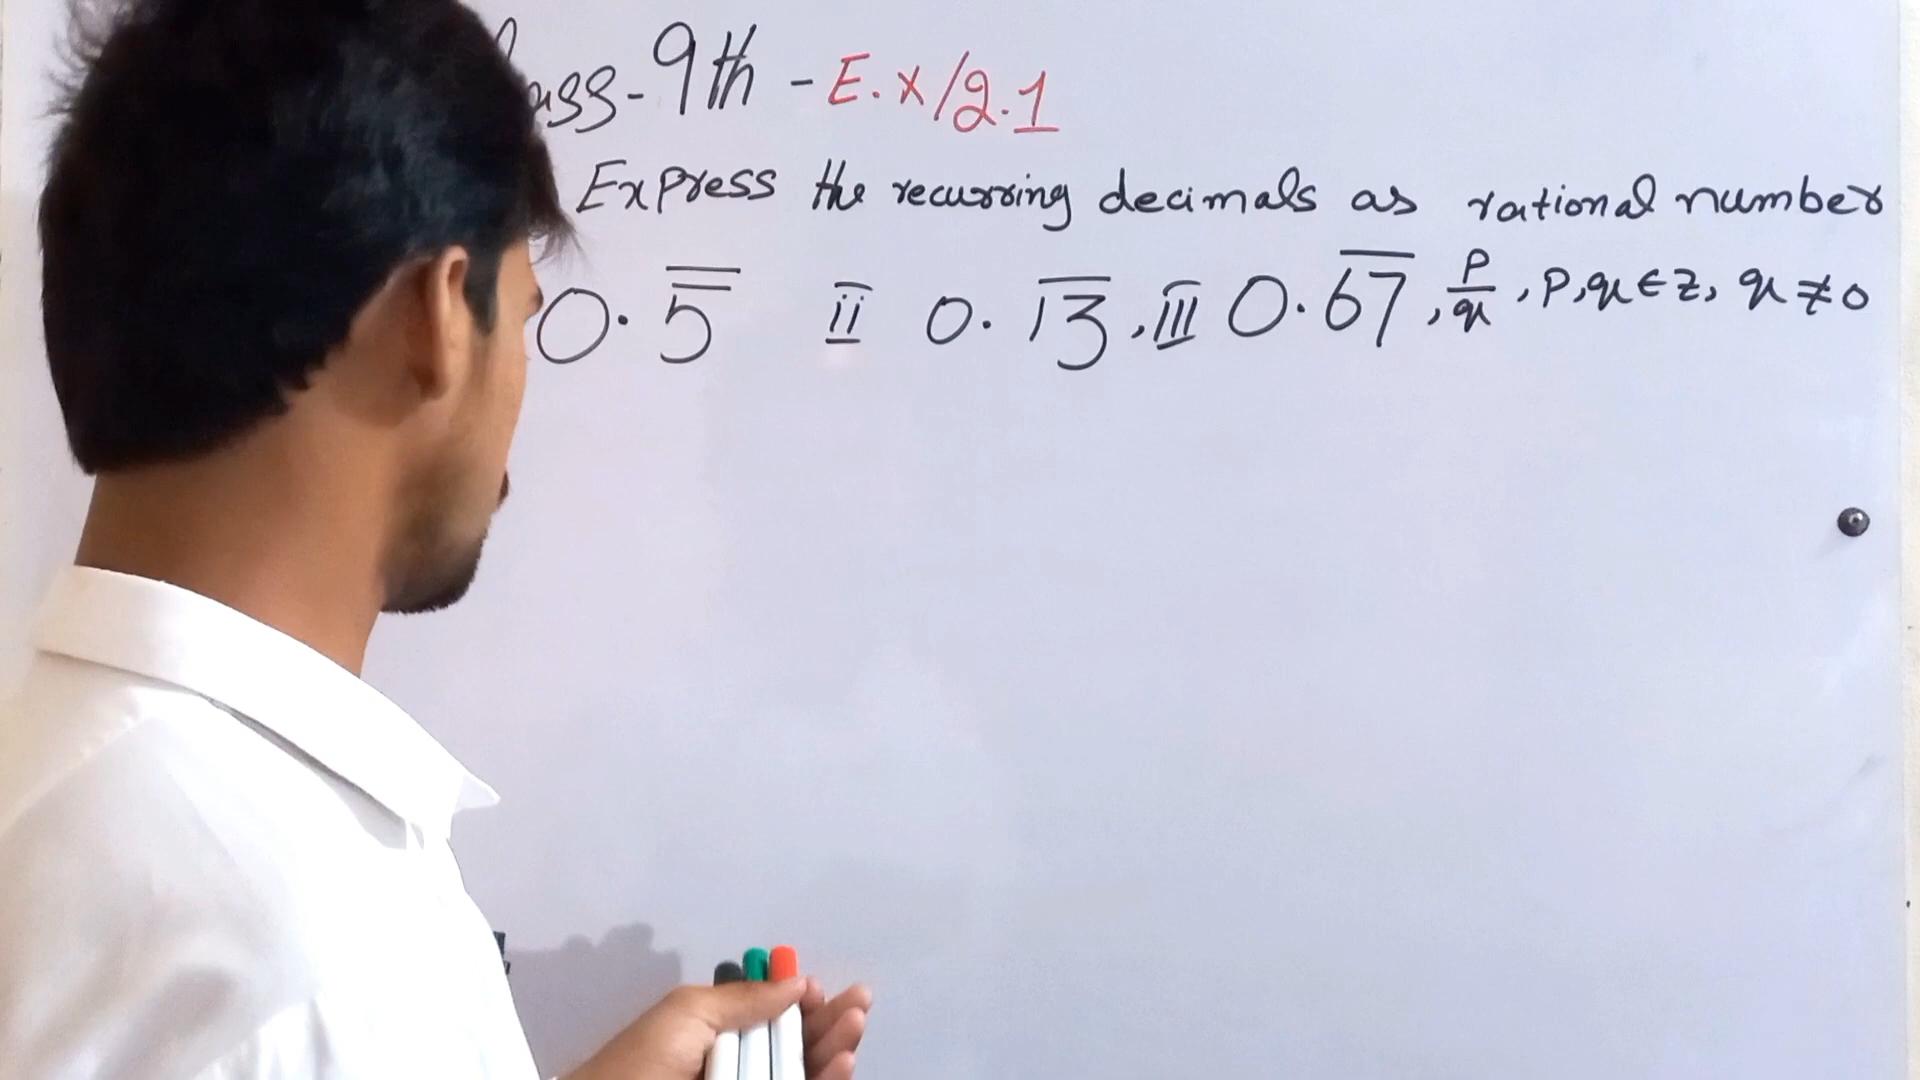 ass-9th - E.x/2.1
Express the recurring decimals as rational number
0.5̅ II 0.1̅3̅, III 0.6̅7̅, p/q, p,q ∈ Z, q ≠ 0